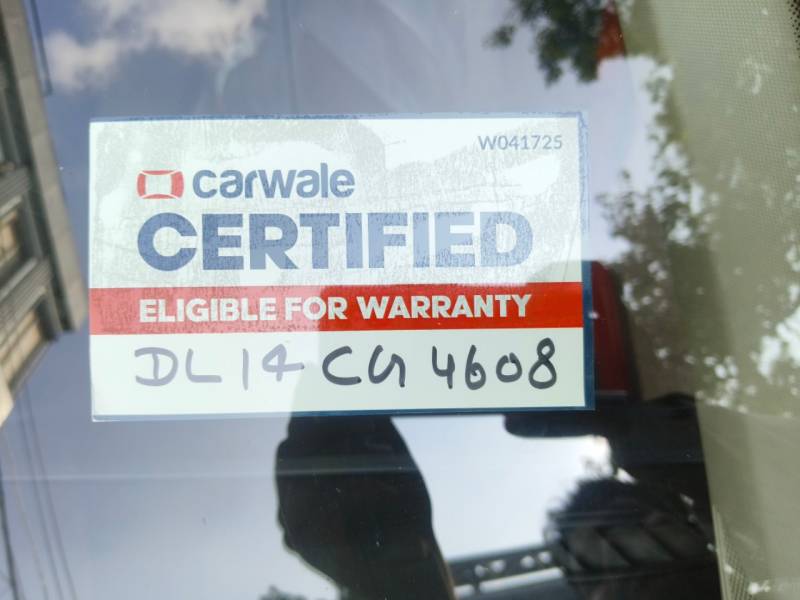 W041725
carwale
CERTIFIED
ELIGIBLE FOR WARRANTY
DL 14 CG 4608